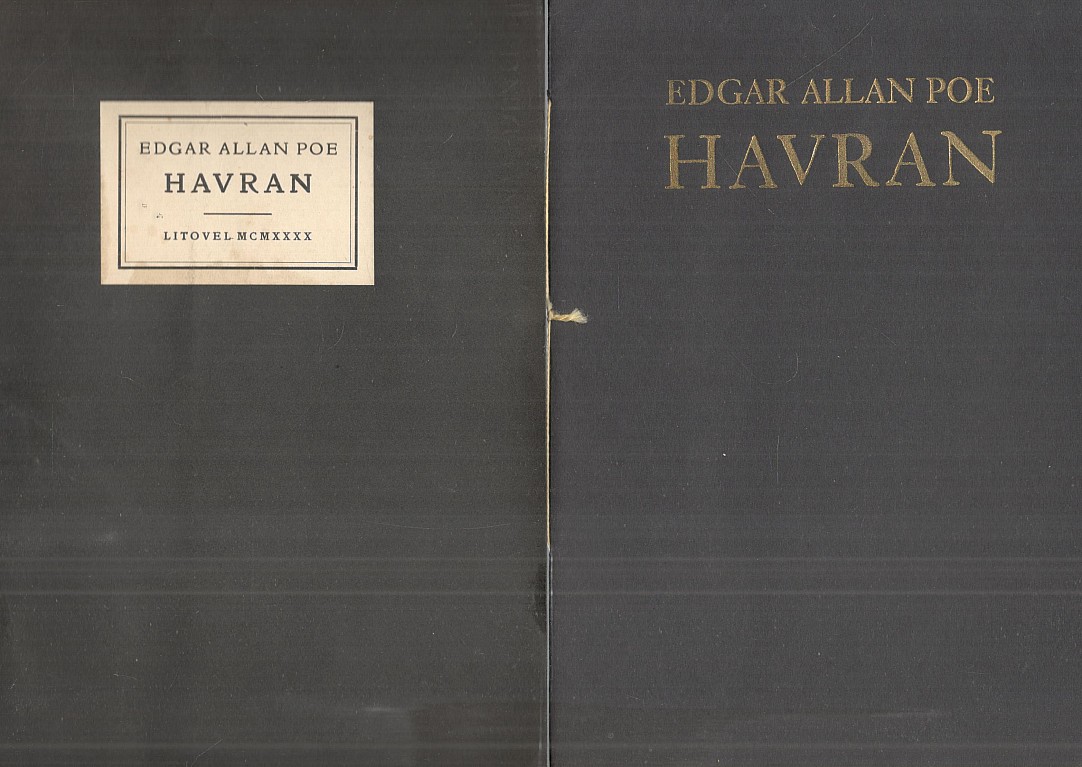 EDGAR ALLAN POE
HAVRAN
LITOVEL MCMXXXX
EDGAR ALLAN POE
HAVRAN